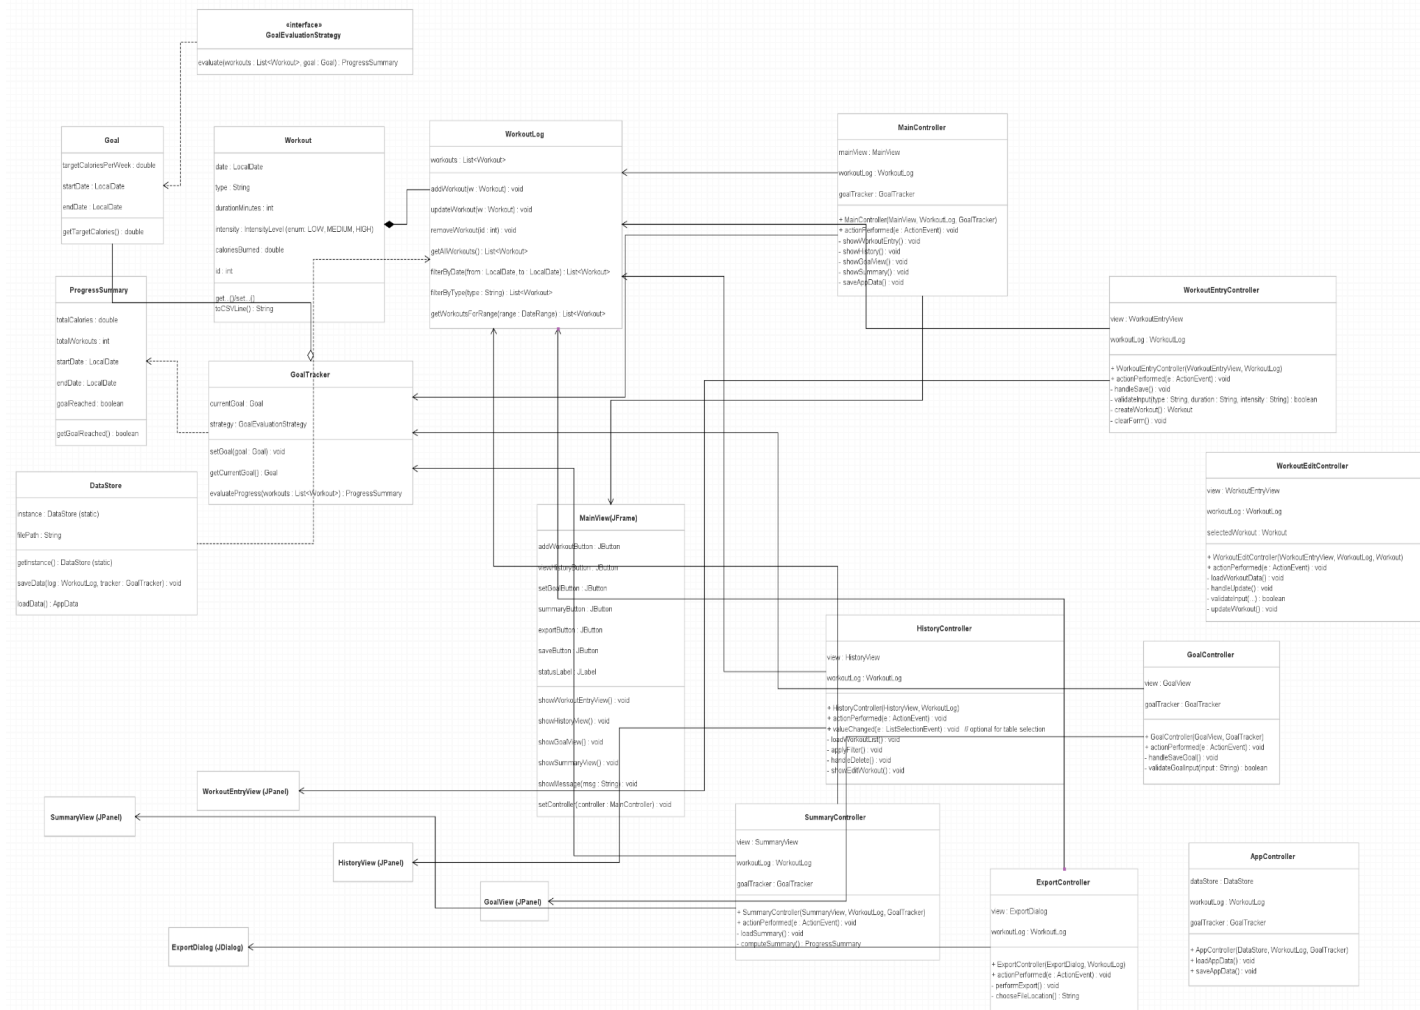 «interface»
GoalEvaluationStrategy
evaluate(workouts : List<Workout>, goal : Goal) : ProgressSummary
Goal
targetCaloriesPerWeek : double
startDate : LocalDate
endDate : LocalDate
getTargetCalories() : double
Workout
date : LocalDate
type : String
durationMinutes : int
intensity : IntensityLevel (enum: LOW, MEDIUM, HIGH)
caloriesBurned : double
id : int
get...()/set...()
toCSVLine() : String
WorkoutLog
workouts : List<Workout>
addWorkout(w : Workout) : void
updateWorkout(w : Workout) : void
removeWorkout(id : int) : void
getAllWorkouts() : List<Workout>
filterByDate(from : LocalDate, to : LocalDate) : List<Workout>
filterByType(type : String) : List<Workout>
getWorkoutsForRange(range : DateRange) : List<Workout>
MainController
mainView : MainView
workoutLog : WorkoutLog
goalTracker : GoalTracker
+ MainController(MainView, WorkoutLog, GoalTracker)
+ actionPerformed(e : ActionEvent) : void
- showWorkoutEntry() : void
- showHistory() : void
- showGoalView() : void
- showSummary() : void
- saveAppData() : void
ProgressSummary
totalCalories : double
totalWorkouts : int
startDate : LocalDate
endDate : LocalDate
goalReached : boolean
getGoalReached() : boolean
GoalTracker
currentGoal : Goal
strategy : GoalEvaluationStrategy
setGoal(goal : Goal) : void
getCurrentGoal() : Goal
evaluateProgress(workouts : List<Workout>) : ProgressSummary
WorkoutEntryController
view : WorkoutEntryView
workoutLog : WorkoutLog
+ WorkoutEntryController(WorkoutEntryView, WorkoutLog)
+ actionPerformed(e : ActionEvent) : void
- handleSave() : void
- validateInput(type : String, duration : String, intensity : String) : boolean
- createWorkout() : Workout
- clearForm() : void
DataStore
instance : DataStore (static)
filePath : String
getInstance() : DataStore (static)
saveData(log : WorkoutLog, tracker : GoalTracker) : void
loadData() : AppData
MainView(JFrame)
addWorkoutButton : JButton
viewHistoryButton : JButton
setGoalButton : JButton
summaryButton : JButton
exportButton : JButton
saveButton : JButton
statusLabel : JLabel
showWorkoutEntryView() : void
showHistoryView() : void
showGoalView() : void
showSummaryView() : void
showMessage(msg : String) : void
setController(controller : MainController) : void
WorkoutEditController
view : WorkoutEntryView
workoutLog : WorkoutLog
selectedWorkout : Workout
+ WorkoutEditController(WorkoutEntryView, WorkoutLog, Workout)
+ actionPerformed(e : ActionEvent) : void
- loadWorkoutData() : void
- handleUpdate() : void
- validateInput(...) : boolean
- updateWorkout() : void
HistoryController
view : HistoryView
workoutLog : WorkoutLog
+ HistoryController(HistoryView, WorkoutLog)
+ actionPerformed(e : ActionEvent) : void
+ valueChanged(e : ListSelectionEvent) : void // optional for table selection
- loadWorkoutList() : void
- applyFilter() : void
- handleDelete() : void
- showEditWorkout() : void
GoalController
view : GoalView
goalTracker : GoalTracker
+ GoalController(GoalView, GoalTracker)
+ actionPerformed(e : ActionEvent) : void
- handleSaveGoal() : void
- validateGoalInput(input : String) : boolean
WorkoutEntryView (JPanel)
SummaryView (JPanel)
HistoryView (JPanel)
GoalView (JPanel)
ExportDialog (JDialog)
SummaryController
view : SummaryView
workoutLog : WorkoutLog
goalTracker : GoalTracker
+ SummaryController(SummaryView, WorkoutLog, GoalTracker)
+ actionPerformed(e : ActionEvent) : void
- loadSummary() : void
- computeSummary() : ProgressSummary
ExportController
view : ExportDialog
workoutLog : WorkoutLog
+ ExportController(ExportDialog, WorkoutLog)
+ actionPerformed(e : ActionEvent) : void
- performExport() : void
- chooseFileLocation() : String
AppController
dataStore : DataStore
workoutLog : WorkoutLog
goalTracker : GoalTracker
+ AppController(DataStore, WorkoutLog, GoalTracker)
+ loadAppData() : void
+ saveAppData() : void